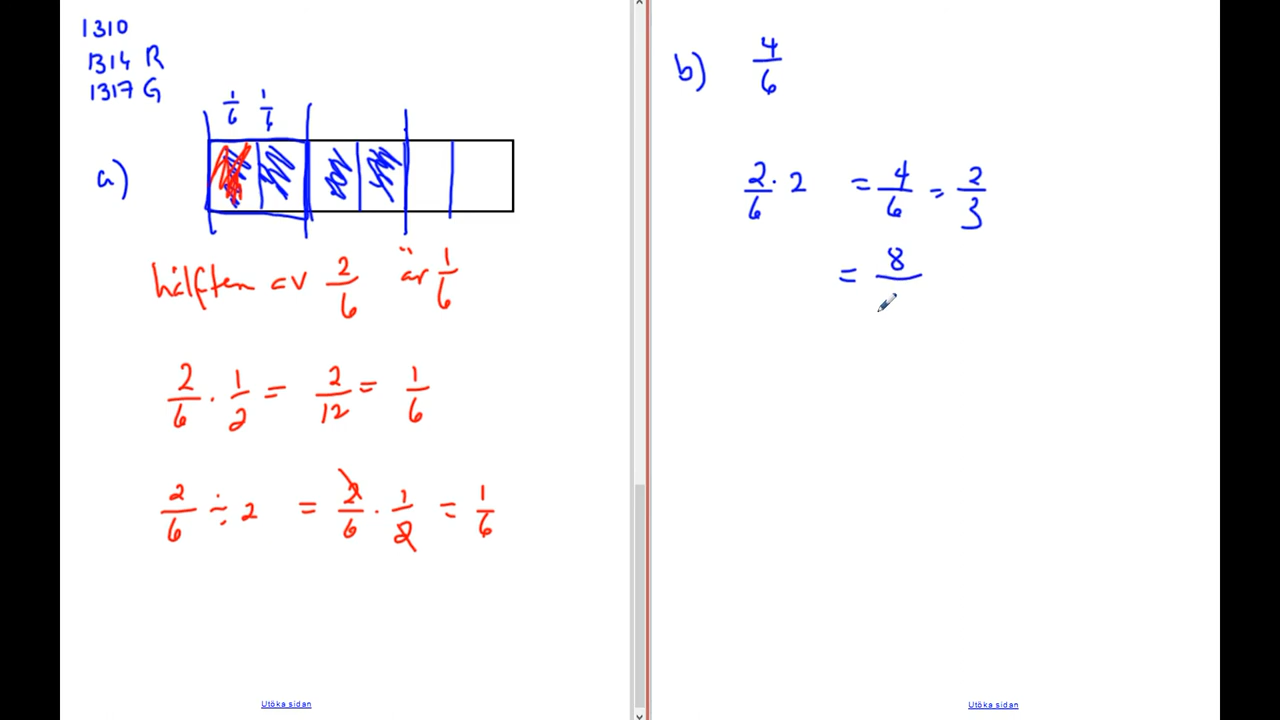 1310
1314 R
1317 G
1/6 1/6
a)
hälften av 2/6 är 1/6
2/6 · 1/2 = 2/12 = 1/6
2/6 ÷ 2 = 2/6 · 1/2 = 1/6
Utöka sidan
b) 4/6
2/6 · 2 = 4/6 = 2/3
= 8/
Utöka sidan